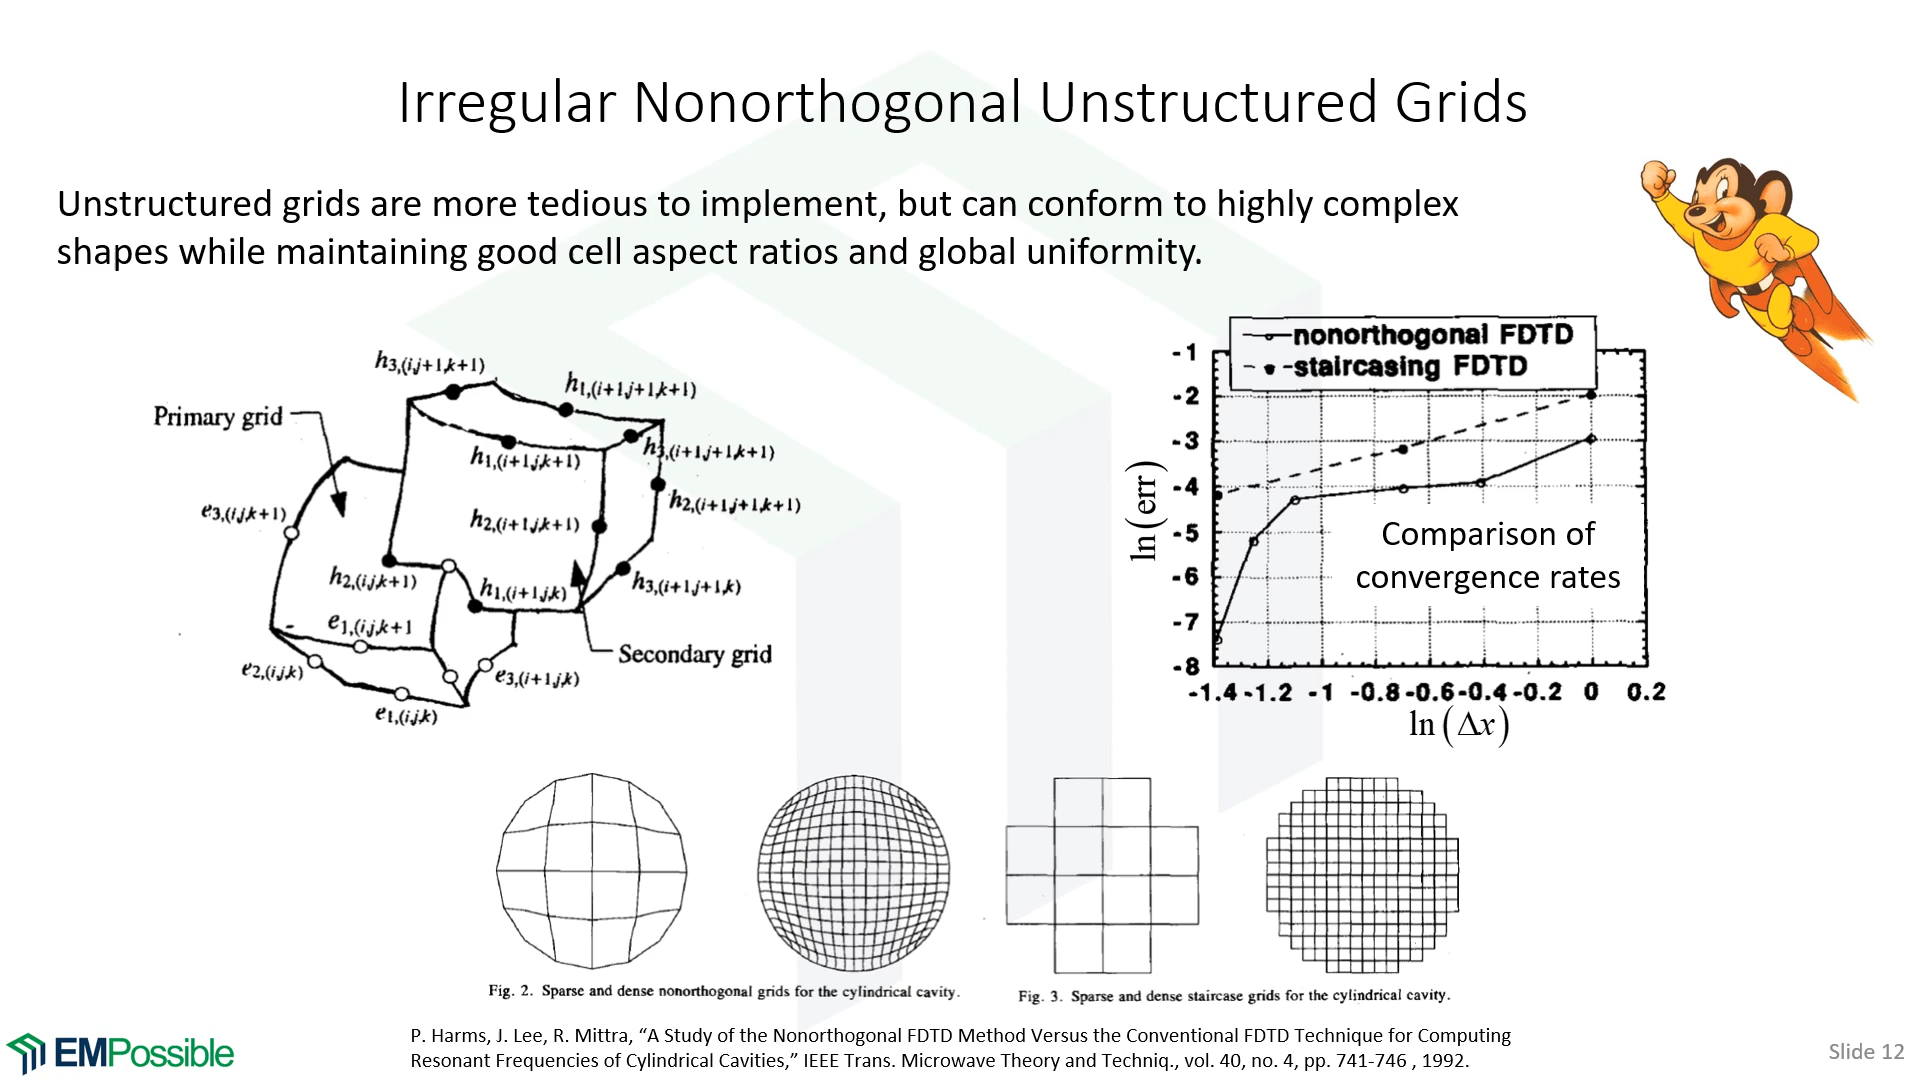 Irregular Nonorthogonal Unstructured Grids
Unstructured grids are more tedious to implement, but can conform to highly complex
shapes while maintaining good cell aspect ratios and global uniformity.
h3,(i,j+1,k+1)
h1,(i+1,j+1,k+1)
Primary grid
h3,(i+1,j+1,k+1)
h1,(i+1,j,k+1)
h2,(i+1,j+1,k+1)
e3,(i,j,k+1)
h2,(i+1,j,k+1)
h2,(i,j,k+1)
h1,(i+1,j,k)
h3,(i+1,j+1,k)
e1,(i,j,k+1
Secondary grid
e2,(i,j,k)
e3,(i+1,j,k)
e1,(i,j,k)
nonorthogonal FDTD
staircasing FDTD
-1
-2
-3
-4
-5
-6
-7
-8
ln(err)
Comparison of
convergence rates
-1.4 -1.2 -1 -0.8 -0.6 -0.4 -0.2 0 0.2
ln(Δx)
Fig. 2. Sparse and dense nonorthogonal grids for the cylindrical cavity.
Fig. 3. Sparse and dense staircase grids for the cylindrical cavity.
P. Harms, J. Lee, R. Mittra, “A Study of the Nonorthogonal FDTD Method Versus the Conventional FDTD Technique for Computing
Resonant Frequencies of Cylindrical Cavities,” IEEE Trans. Microwave Theory and Techniq., vol. 40, no. 4, pp. 741-746 , 1992.
EMPossible
Slide 12